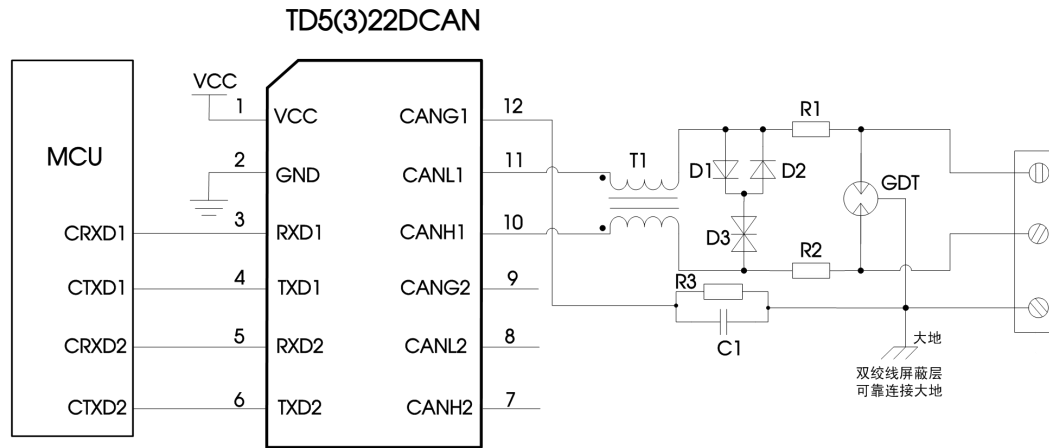 TD5(3)22DCAN
MCU
CRXD1
CTXD1
CRXD2
CTXD2
VCC
1
2
3
4
5
6
VCC
GND
RXD1
TXD1
RXD2
TXD2
CANG1
CANL1
CANH1
CANG2
CANL2
CANH2
12
11
10
9
8
7
T1
D1
D2
D3
R1
R2
GDT
R3
C1
大地
双绞线屏蔽层
可靠连接大地